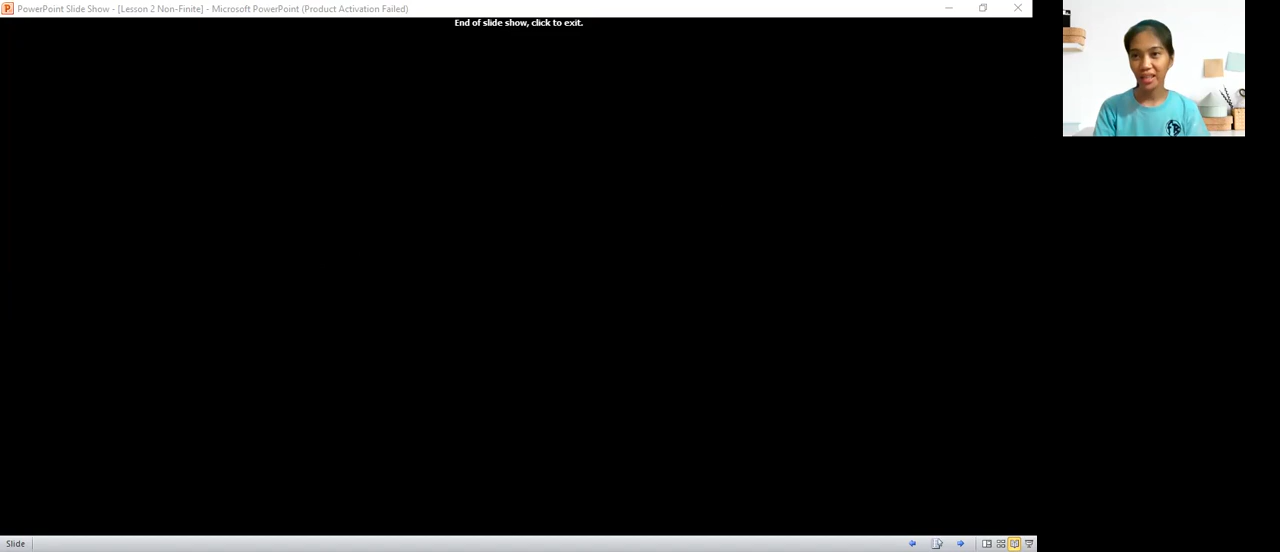 PowerPoint Slide Show - [Lesson 2 Non-Finite] - Microsoft PowerPoint (Product Activation Failed)
End of slide show, click to exit.
Slide